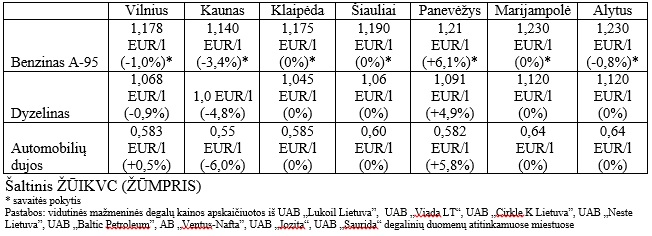 Vilnius Kaunas Klaipėda Šiauliai Panevėžys Marijampolė Alytus
Benzinas A-95 1,178 EUR/l (-1,0%)* 1,140 EUR/l (-3,4%)* 1,175 EUR/l (0%)* 1,190 EUR/l (0%)* 1,21 EUR/l (+6,1%)* 1,230 EUR/l (0%)* 1,230 EUR/l (-0,8%)*
Dyzelinas 1,068 EUR/l (-0,9%) 1,0 EUR/l (-4,8%) 1,045 EUR/l (0%) 1,06 EUR/l (0%) 1,091 EUR/l (+4,9%) 1,120 EUR/l (0%) 1,120 EUR/l (0%)
Automobilių dujos 0,583 EUR/l (+0,5%) 0,55 EUR/l (-6,0%) 0,585 EUR/l (0%) 0,60 EUR/l (0%) 0,582 EUR/l (+5,8%) 0,64 EUR/l (0%) 0,64 EUR/l (0%)
Šaltinis ŽŪIKVC (ŽŪMPRIS)
* savaitės pokytis
Pastabos: vidutinės mažmeninės degalų kainos apskaičiuotos iš UAB „Lukoil Lietuva“, UAB „Viada LT“, UAB „Cirkle K Lietuva”, UAB „Neste
Lietuva”, UAB „Baltic Petroleum”, AB „Ventus-Nafta”, UAB „Jozita”, UAB „Saurida” degalinių duomenų atitinkamuose miestuose